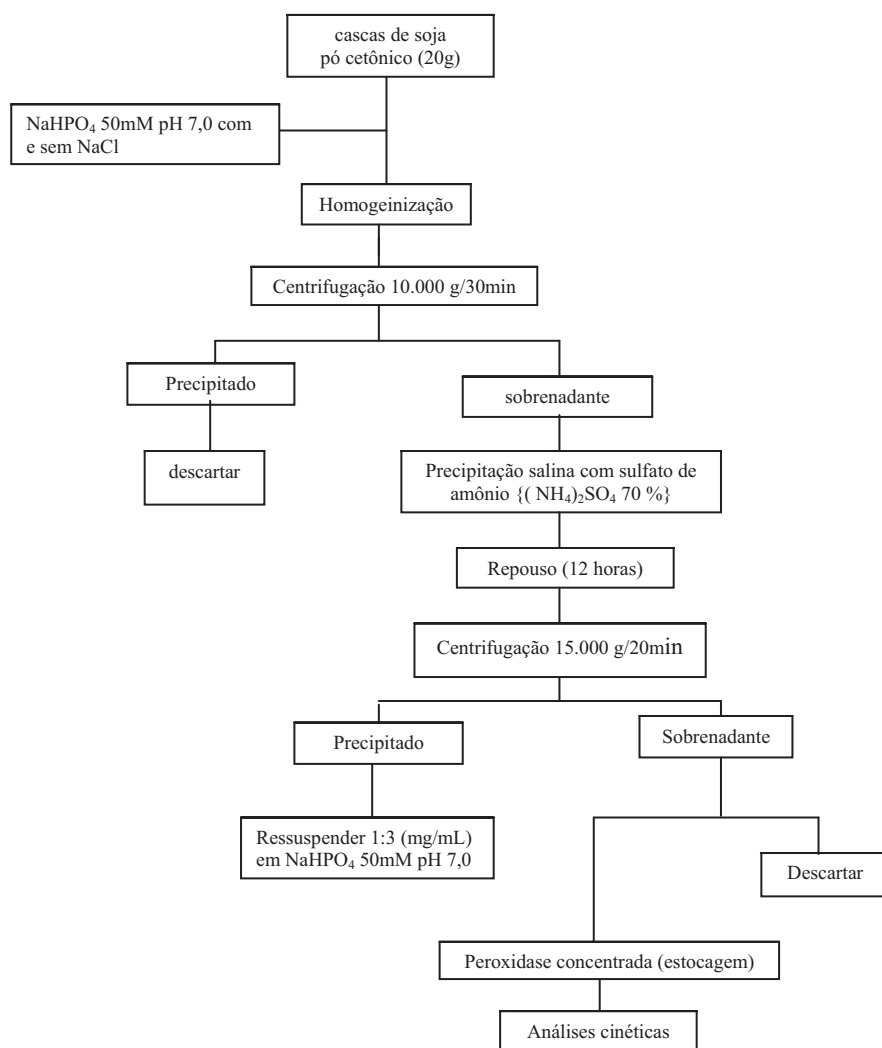 cascas de soja
pó cetônico (20g)
NaHPO₄ 50mM pH 7,0 com
e sem NaCl
Homogeinização
Centrifugação 10.000 g/30min
Precipitado
sobrenadante
descartar
Precipitação salina com sulfato de
amônio {( NH₄)₂SO₄ 70 %}
Repouso (12 horas)
Centrifugação 15.000 g/20min
Precipitado
Sobrenadante
Ressuspender 1:3 (mg/mL)
em NaHPO₄ 50mM pH 7,0
Descartar
Peroxidase concentrada (estocagem)
Análises cinéticas